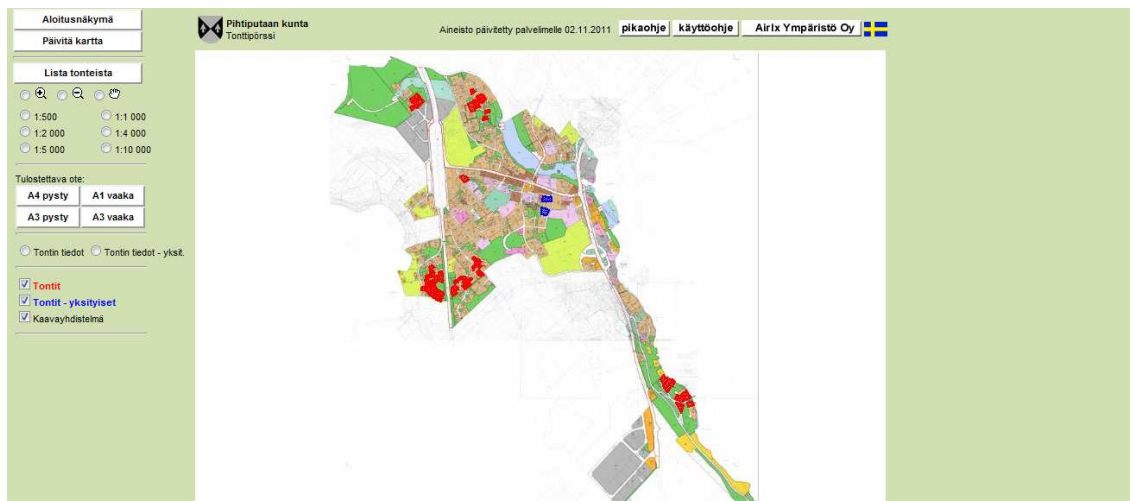 Aloitusnäkymä
Päivitä kartta
Lista tonteista
1:500 1:1 000
1:2 000 1:4 000
1:5 000 1:10 000
Tulostettava ote:
A4 pysty A1 vaaka
A3 pysty A3 vaaka
Tontin tiedot Tontin tiedot - yksit.
Tontit
Tontit - yksityiset
Kaavayhdistelmä
Pihtiputaan kunta
Tonttipörssi
Aineisto päivitetty palvelimelle 02.11.2011 pikaohje käyttöohje AirIx Ympäristö Oy